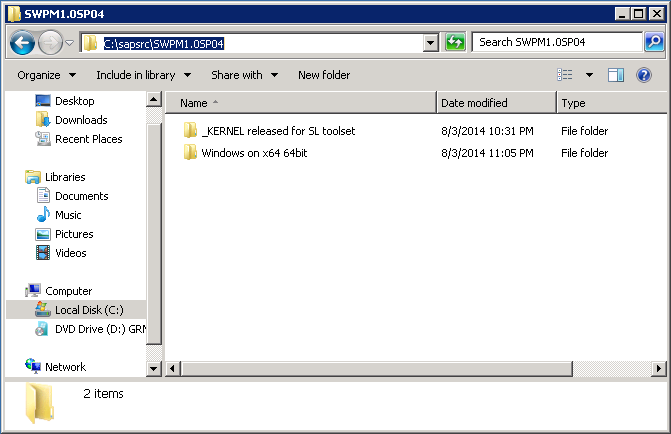 SWPM1.0SP04
C:\sapsrc\SWPM1.0SP04
Search SWPM1.0SP04
Organize Include in library Share with New folder
Name Date modified Type
_KERNEL released for SL toolset 8/3/2014 10:31 PM File folder
Windows on x64 64bit 8/3/2014 11:05 PM File folder
Desktop
Downloads
Recent Places
Libraries
Documents
Music
Pictures
Videos
Computer
Local Disk (C:)
DVD Drive (D:) GRM
Network
2 items